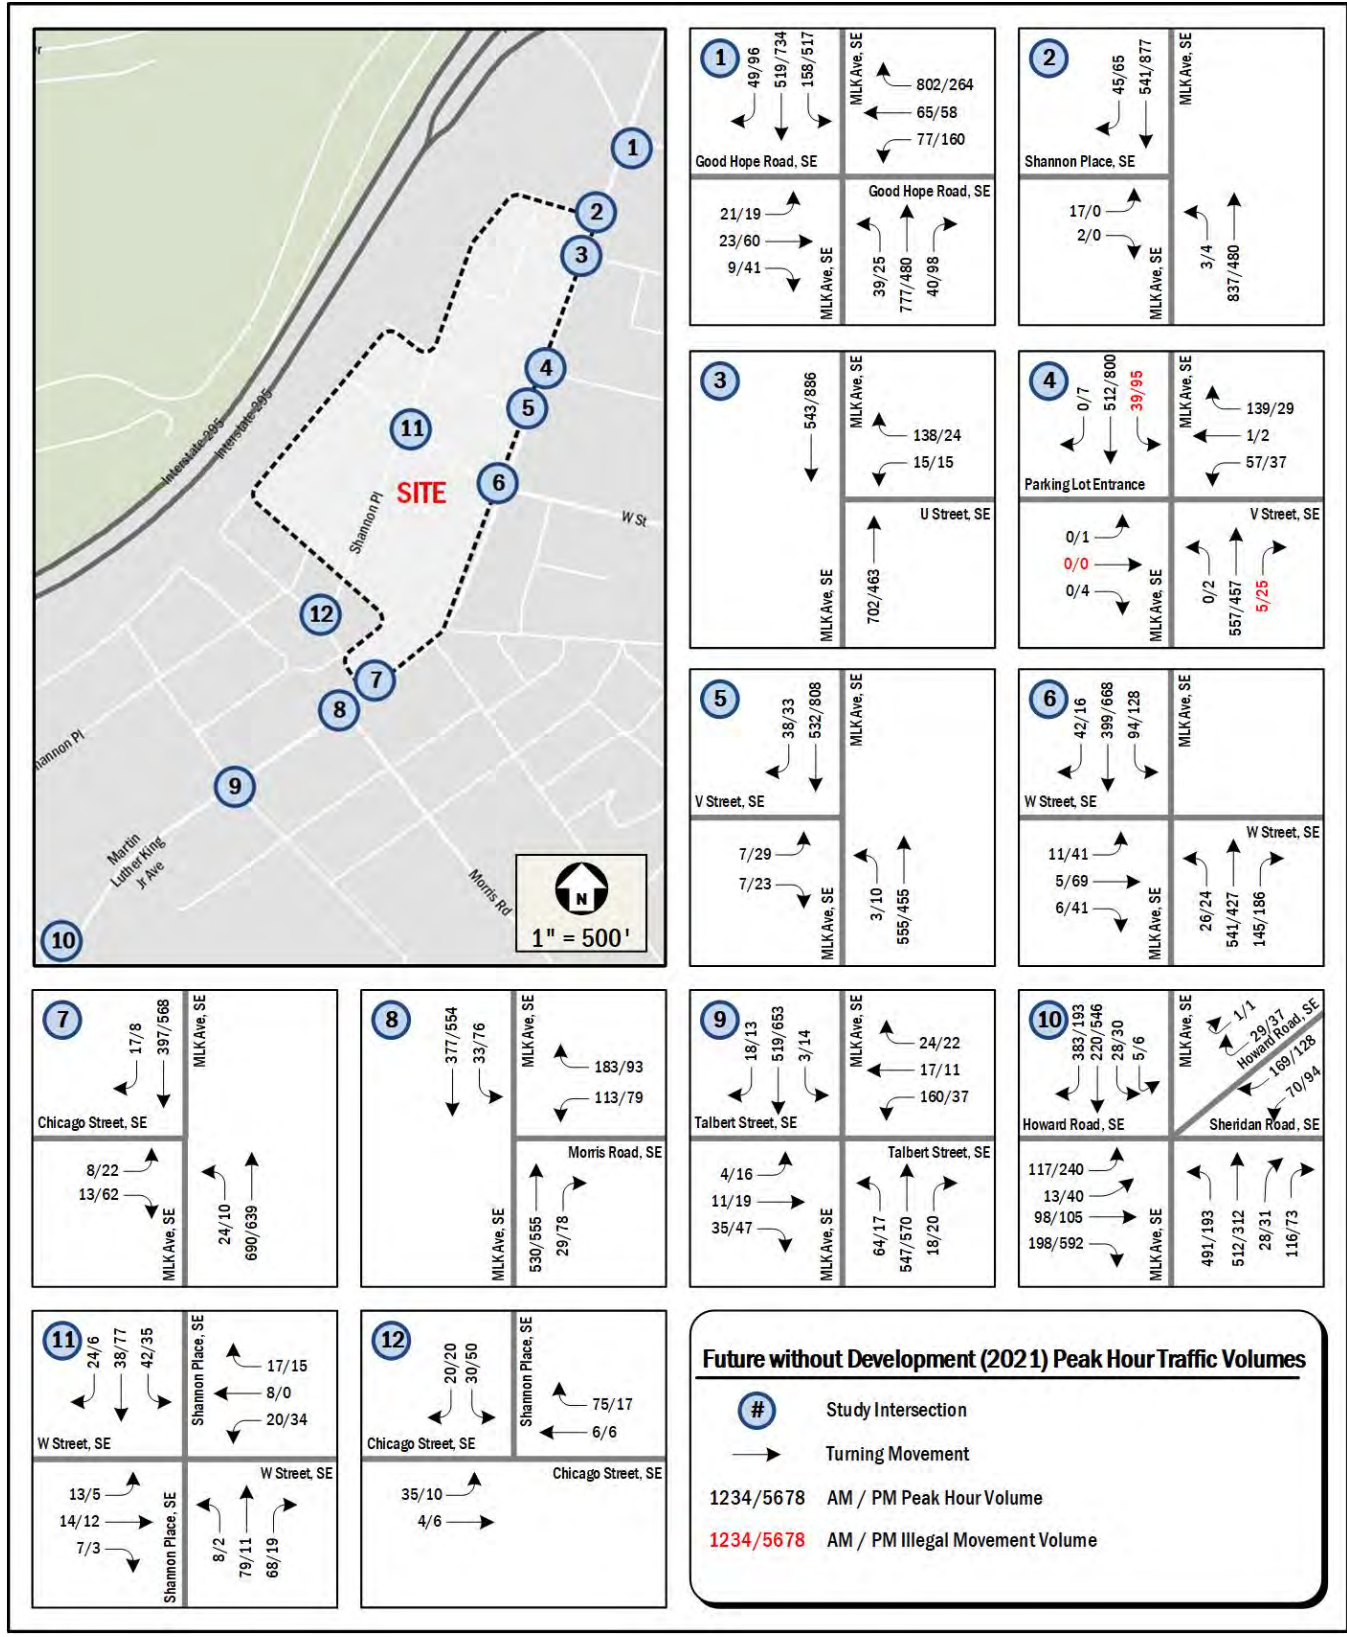 Interstate 295
Interstate 295
Shannon Pl
SITE
W St
hannon Pl
Martin
Luther King
Jr Ave
Morris Rd
N
1" = 500'
1
2
3
4
5
6
7
8
9
10
11
12
1
49/96
519/734
158/517
MLK Ave, SE
802/264
65/58
77/160
Good Hope Road, SE
Good Hope Road, SE
21/19
23/60
9/41
MLK Ave, SE
39/25
777/480
40/98
2
45/65
541/877
MLK Ave, SE
Shannon Place, SE
17/0
2/0
MLK Ave, SE
3/4
837/480
3
543/886
MLK Ave, SE
138/24
15/15
U Street, SE
MLK Ave, SE
702/463
4
0/7
512/800
39/95
MLK Ave, SE
139/29
1/2
57/37
Parking Lot Entrance
V Street, SE
0/1
0/0
0/4
MLK Ave, SE
0/2
557/457
5/25
5
38/33
532/808
MLK Ave, SE
V Street, SE
7/29
7/23
MLK Ave, SE
3/10
555/455
6
42/16
399/668
94/128
MLK Ave, SE
W Street, SE
W Street, SE
11/41
5/69
6/41
MLK Ave, SE
26/24
541/427
145/186
7
17/8
397/568
MLK Ave, SE
Chicago Street, SE
8/22
13/62
MLK Ave, SE
24/10
690/639
8
377/554
33/76
MLK Ave, SE
183/93
113/79
Morris Road, SE
MLK Ave, SE
530/555
29/78
9
18/13
519/653
3/14
MLK Ave, SE
24/22
17/11
160/37
Talbert Street, SE
Talbert Street, SE
4/16
11/19
35/47
MLK Ave, SE
64/17
547/570
18/20
10
383/193
220/546
28/30
5/6
MLK Ave, SE
1/1
29/37
Howard Road, SE
169/128
70/94
Howard Road, SE
Sheridan Road, SE
117/240
13/40
98/105
198/592
MLK Ave, SE
491/193
512/312
28/31
116/73
11
24/6
38/77
42/35
Shannon Place, SE
17/15
8/0
20/34
W Street, SE
W Street, SE
13/5
14/12
7/3
Shannon Place, SE
8/2
79/11
68/19
12
20/20
30/50
Shannon Place, SE
75/17
6/6
Chicago Street, SE
Chicago Street, SE
35/10
4/6
Future without Development (2021) Peak Hour Traffic Volumes
# Study Intersection
Turning Movement
1234/5678 AM / PM Peak Hour Volume
1234/5678 AM / PM Illegal Movement Volume